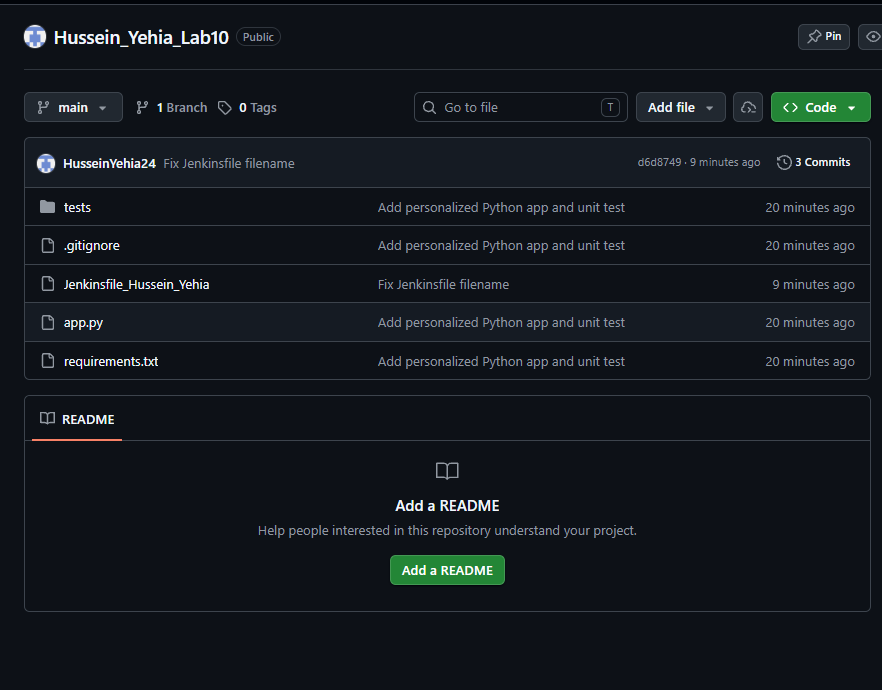 Hussein_Yehia_Lab10 Public Pin
main 1 Branch 0 Tags Go to file T Add file Code
HusseinYehia24 Fix Jenkinsfile filename d6d8749 · 9 minutes ago 3 Commits
tests Add personalized Python app and unit test 20 minutes ago
.gitignore Add personalized Python app and unit test 20 minutes ago
Jenkinsfile_Hussein_Yehia Fix Jenkinsfile filename 9 minutes ago
app.py Add personalized Python app and unit test 20 minutes ago
requirements.txt Add personalized Python app and unit test 20 minutes ago
README
Add a README
Help people interested in this repository understand your project.
Add a README